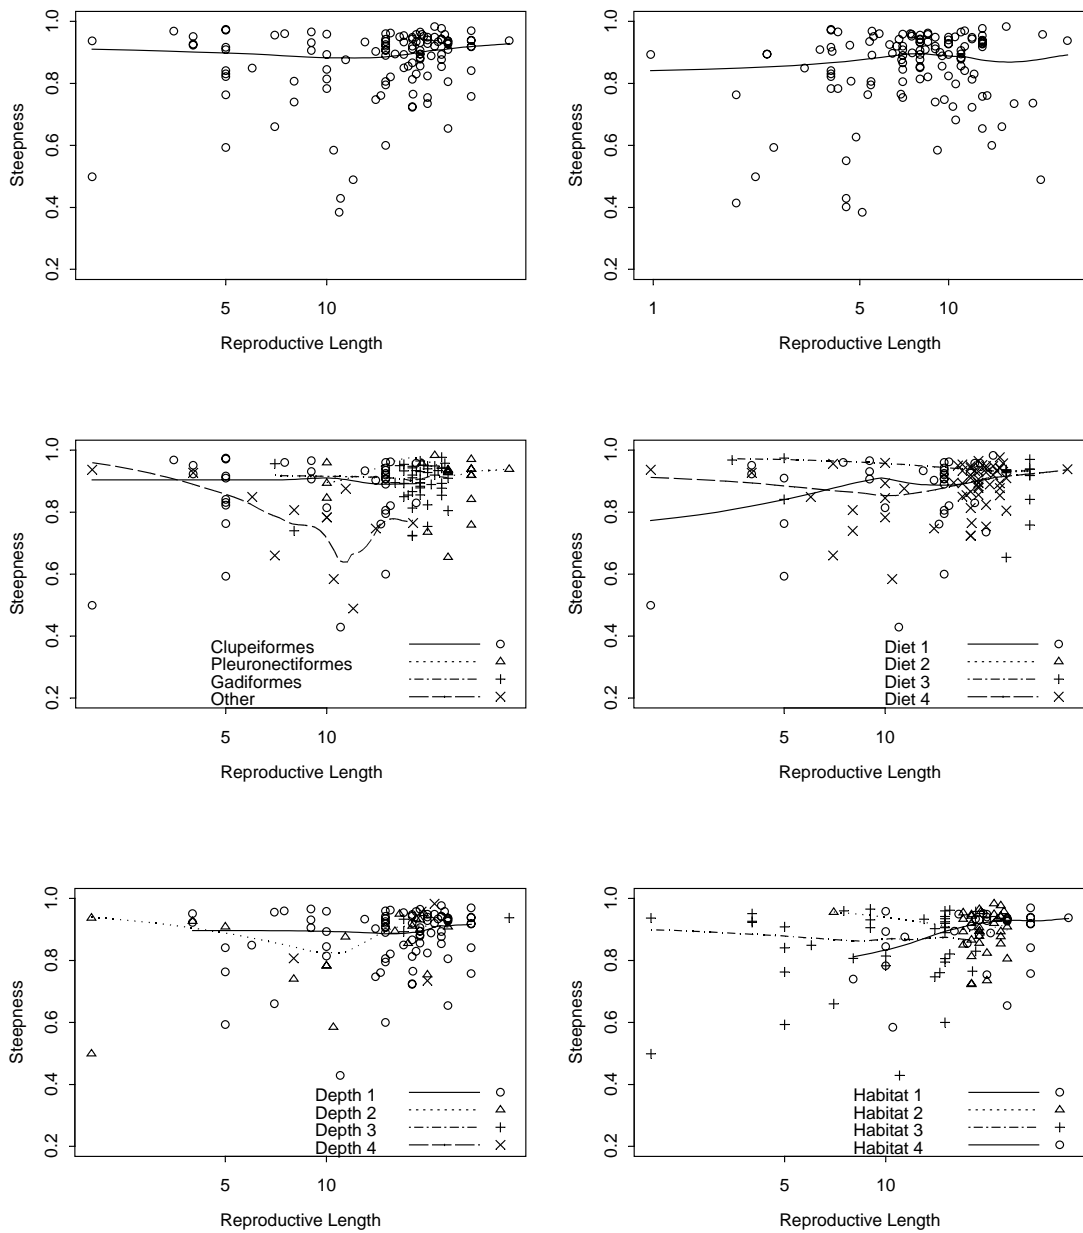 1.0
0.8
0.6
0.4
0.2
Steepness
5 10
Reproductive Length
1.0
0.8
0.6
0.4
0.2
Steepness
1 5 10
Reproductive Length
1.0
0.8
0.6
0.4
0.2
Steepness
Clupeiformes
Pleuronectiformes
Gadiformes
Other
5 10
Reproductive Length
1.0
0.8
0.6
0.4
0.2
Steepness
Diet 1
Diet 2
Diet 3
Diet 4
5 10
Reproductive Length
1.0
0.8
0.6
0.4
0.2
Steepness
Depth 1
Depth 2
Depth 3
Depth 4
5 10
Reproductive Length
1.0
0.8
0.6
0.4
0.2
Steepness
Habitat 1
Habitat 2
Habitat 3
Habitat 4
5 10
Reproductive Length